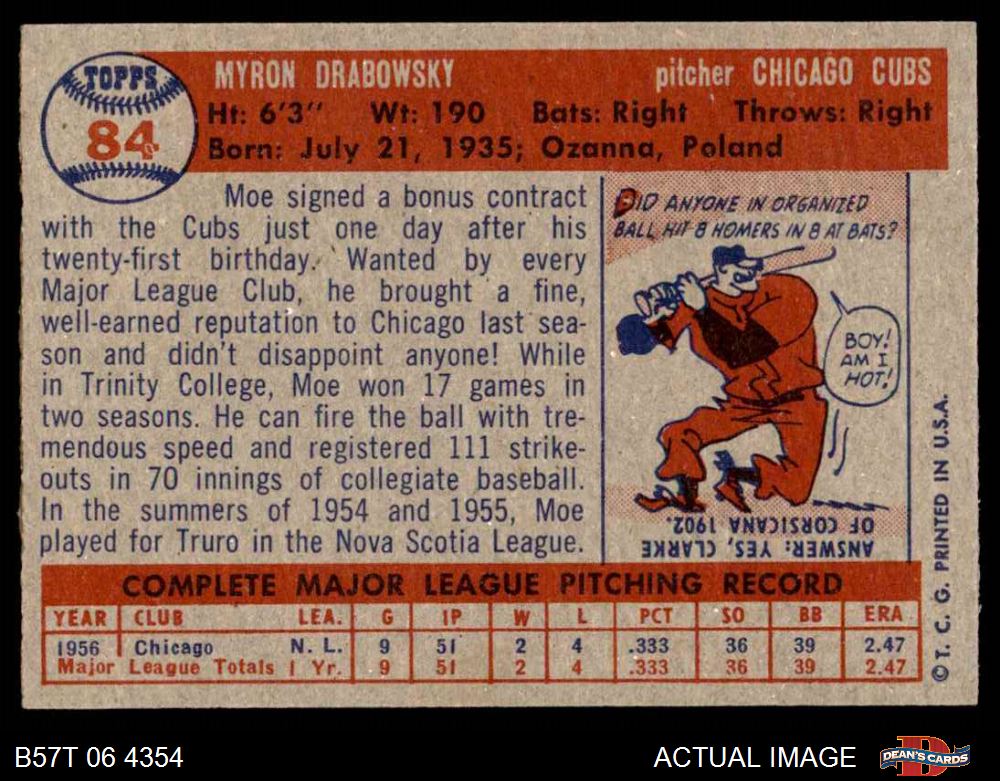 TOPPS
84
MYRON DRABOWSKY pitcher CHICAGO CUBS
Ht: 6'3" Wt: 190 Bats: Right Throws: Right
Born: July 21, 1935; Ozanna, Poland
Moe signed a bonus contract
with the Cubs just one day after his
twenty-first birthday. Wanted by every
Major League Club, he brought a fine,
well-earned reputation to Chicago last sea-
son and didn't disappoint anyone! While
in Trinity College, Moe won 17 games in
two seasons. He can fire the ball with tre-
mendous speed and registered 111 strike-
outs in 70 innings of collegiate baseball.
In the summers of 1954 and 1955, Moe
played for Truro in the Nova Scotia League.
DID ANYONE IN ORGANIZED
BALL HIT 8 HOMERS IN 8 AT BATS?
BOY!
AM I
HOT!
ANSWER: YES, CLARKE
OF CORSICANA 1902.
COMPLETE MAJOR LEAGUE PITCHING RECORD
YEAR CLUB LEA. G IP W L PCT SO BB ERA
1956 Chicago N. L. 9 51 2 4 .333 36 39 2.47
Major League Totals 1 Yr. 9 51 2 4 .333 36 39 2.47
© T. C. G. PRINTED IN U.S.A.
B57T 06 4354 ACTUAL IMAGE DEAN'S CARDS